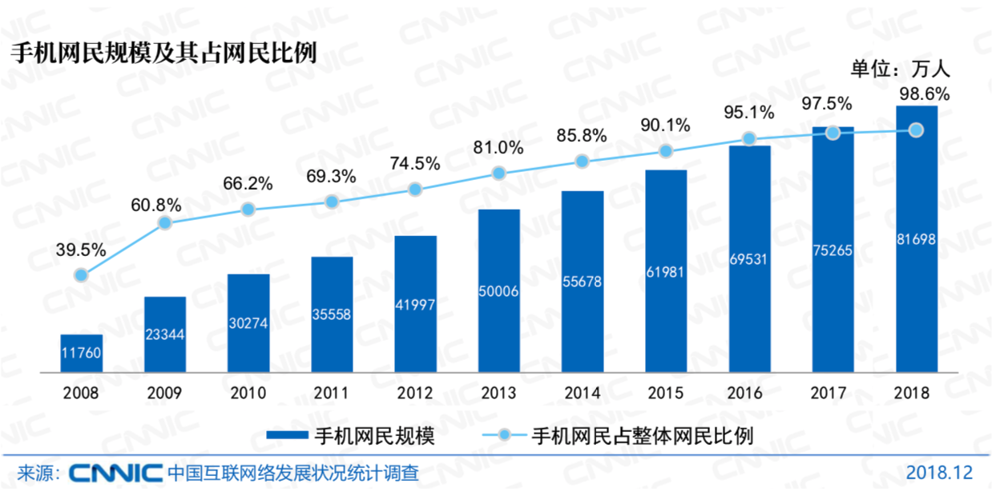 手机网民规模及其占网民比例
单位：万人
39.5% 60.8% 66.2% 69.3% 74.5% 81.0% 85.8% 90.1% 95.1% 97.5% 98.6%
11760 23344 30274 35558 41997 50006 55678 61981 69531 75265 81698
2008 2009 2010 2011 2012 2013 2014 2015 2016 2017 2018
手机网民规模 手机网民占整体网民比例
来源：CNNIC 中国互联网络发展状况统计调查 2018.12